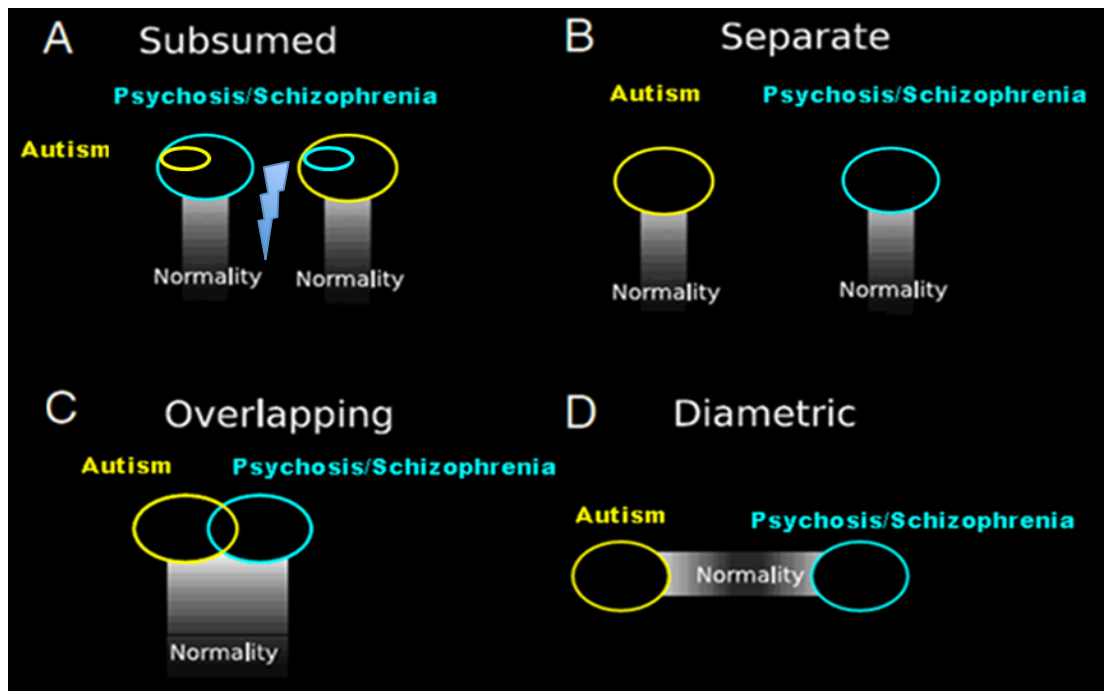 A Subsumed
Psychosis/Schizophrenia
Autism
Normality Normality
B Separate
Autism Psychosis/Schizophrenia
Normality Normality
C Overlapping
Autism Psychosis/Schizophrenia
Normality
D Diametric
Autism Psychosis/Schizophrenia
Normality